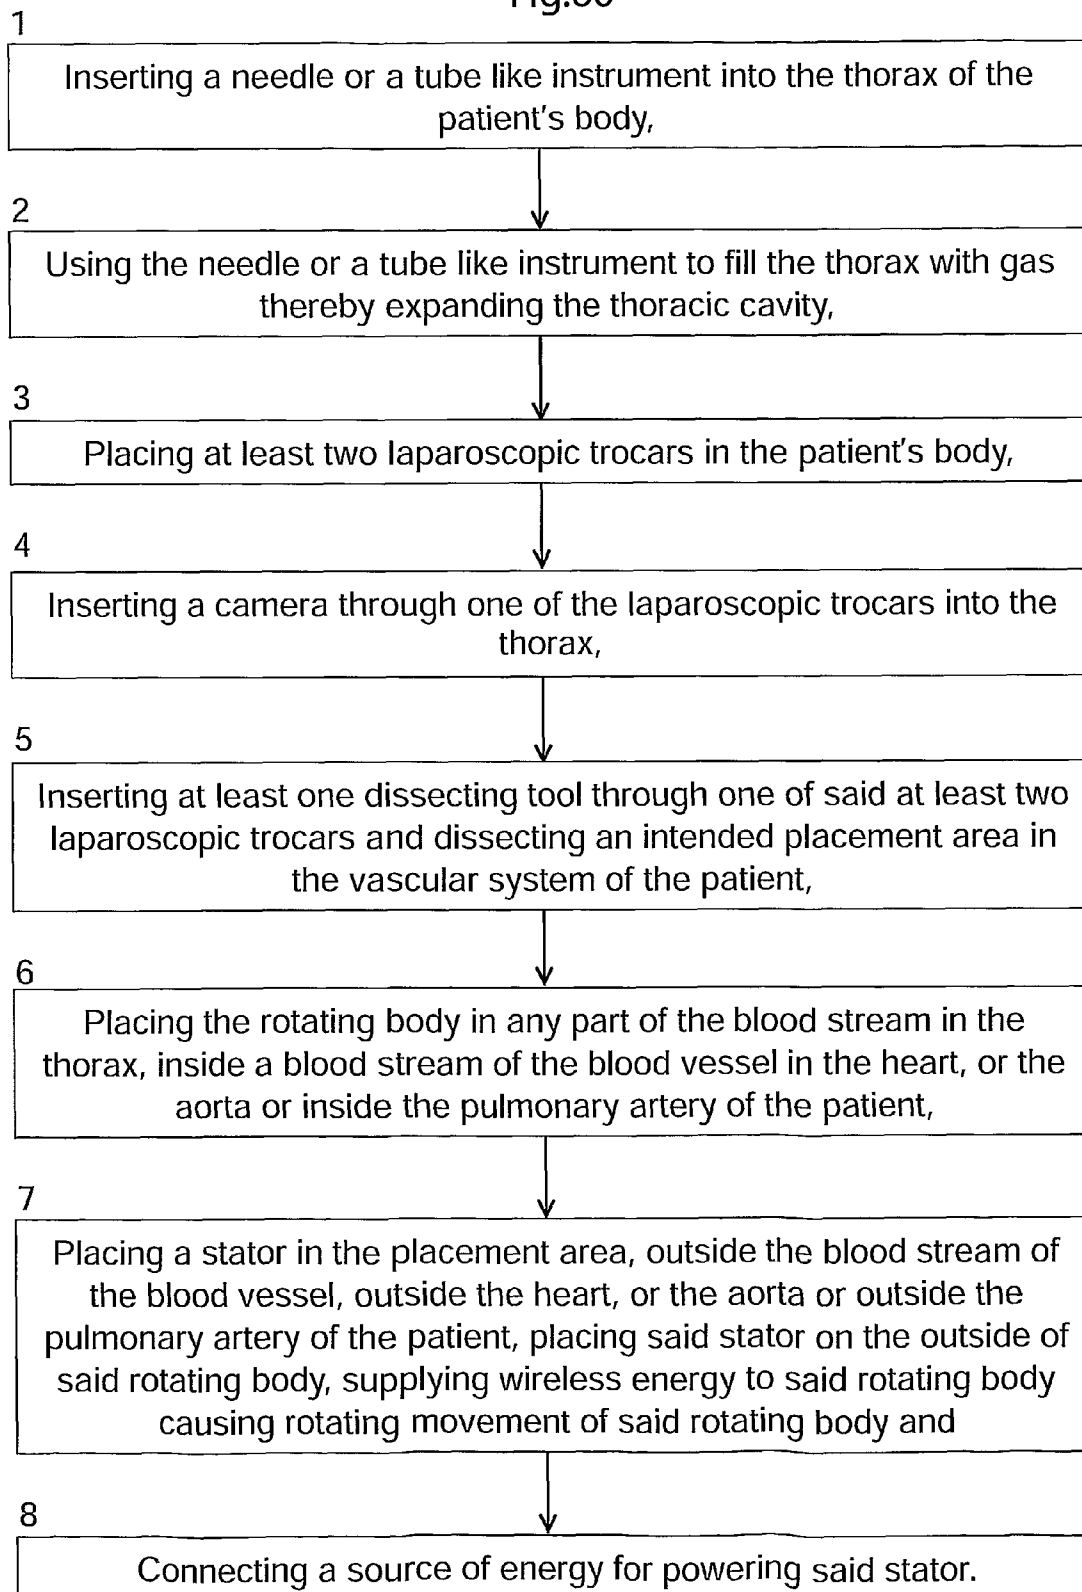 1
Inserting a needle or a tube like instrument into the thorax of the
patient's body,
2
Using the needle or a tube like instrument to fill the thorax with gas
thereby expanding the thoracic cavity,
3
Placing at least two laparoscopic trocars in the patient's body,
4
Inserting a camera through one of the laparoscopic trocars into the
thorax,
5
Inserting at least one dissecting tool through one of said at least two
laparoscopic trocars and dissecting an intended placement area in
the vascular system of the patient,
6
Placing the rotating body in any part of the blood stream in the
thorax, inside a blood stream of the blood vessel in the heart, or the
aorta or inside the pulmonary artery of the patient,
7
Placing a stator in the placement area, outside the blood stream of
the blood vessel, outside the heart, or the aorta or outside the
pulmonary artery of the patient, placing said stator on the outside of
said rotating body, supplying wireless energy to said rotating body
causing rotating movement of said rotating body and
8
Connecting a source of energy for powering said stator.